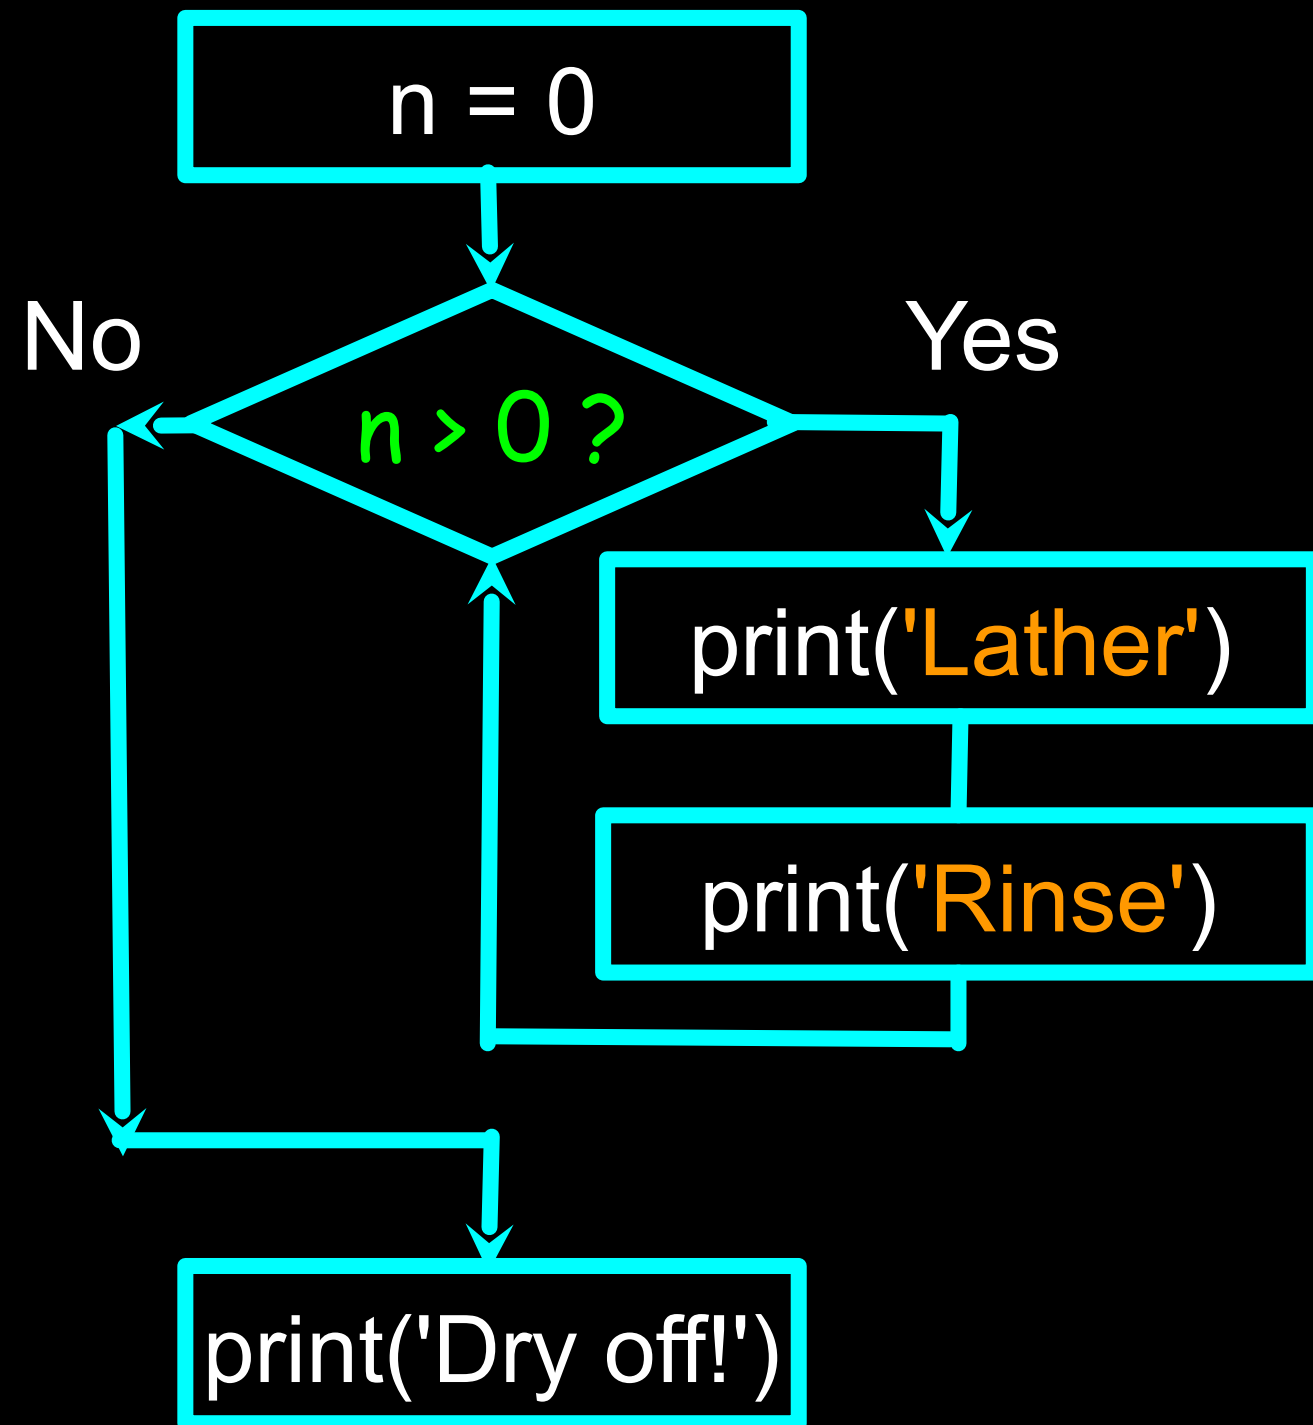 n = 0
No
Yes
n > 0 ?
print('Lather')
print('Rinse')
print('Dry off!')